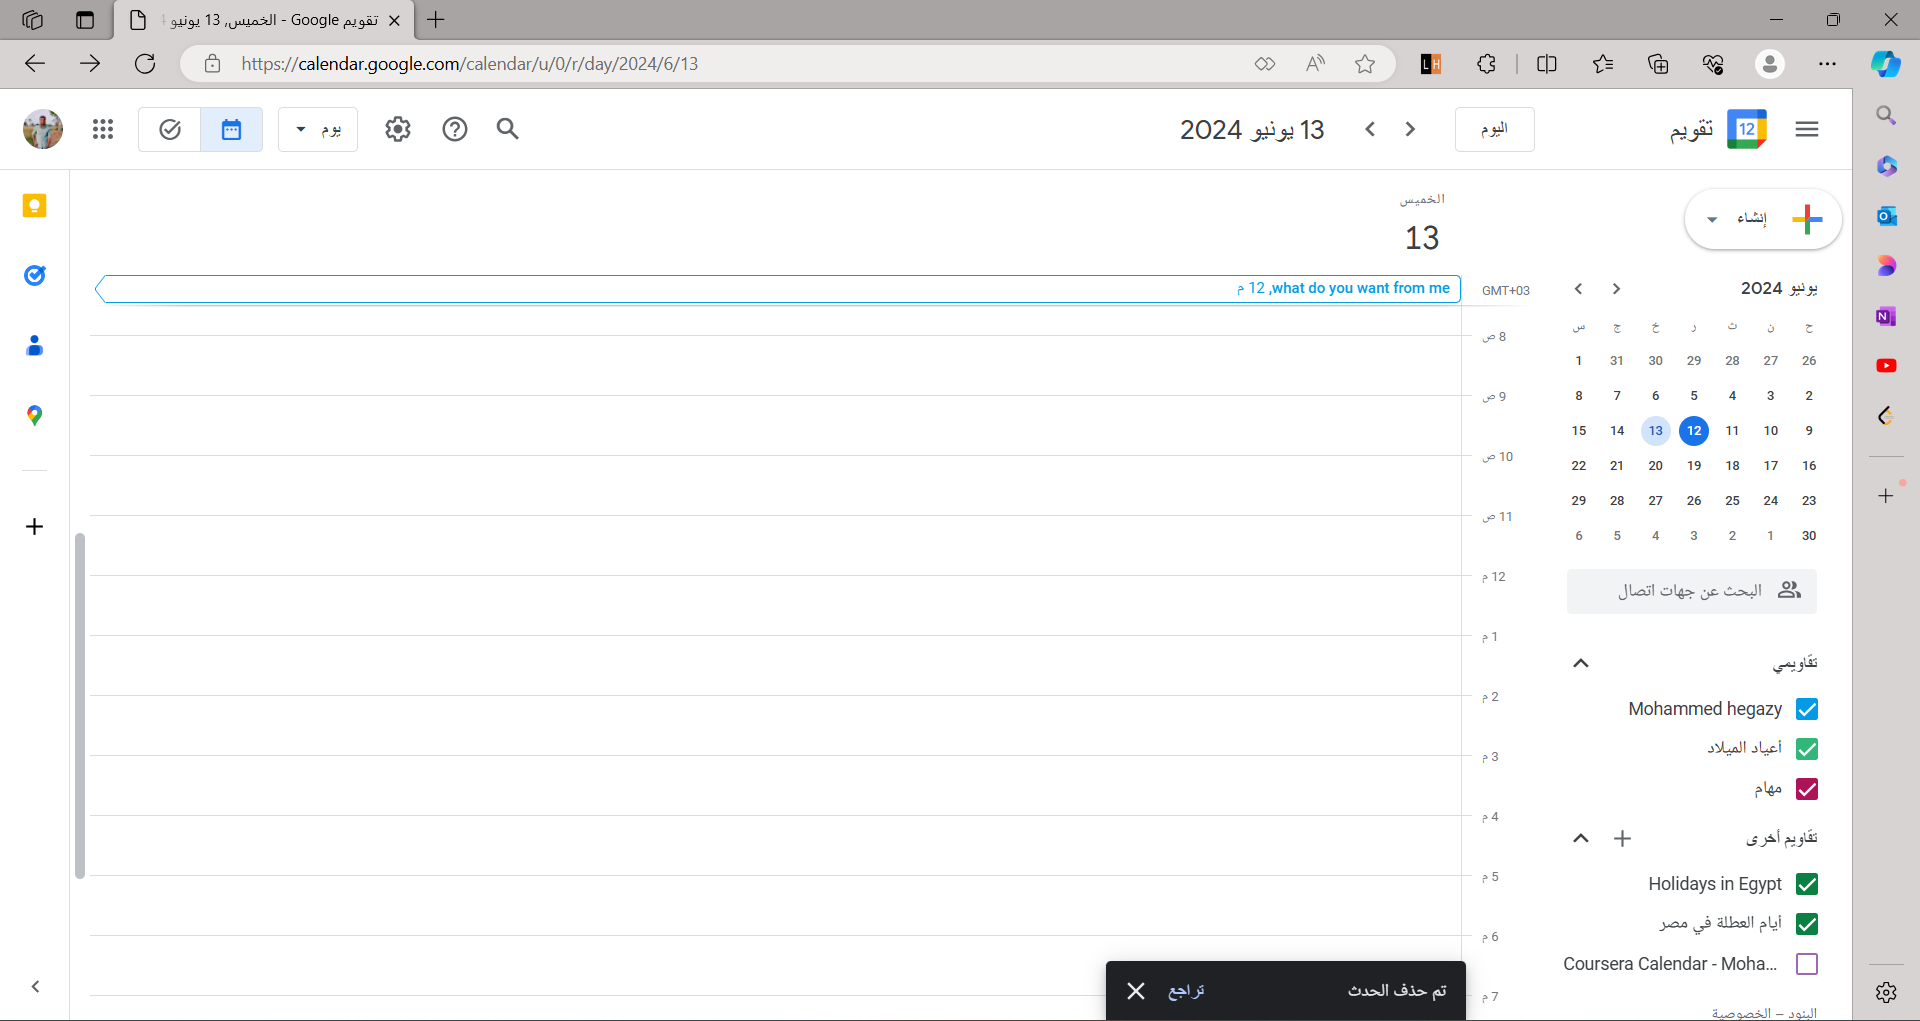 تقويم Google - الخميس, 13 يونيو
https://calendar.google.com/calendar/u/0/r/day/2024/6/13
تقويم
12
اليوم
13 يونيو 2024
يوم
إنشاء
الخميس
13
GMT+03
what do you want from me, 12 م
8 ص
9 ص
10 ص
11 ص
12 م
1 م
2 م
3 م
4 م
5 م
6 م
7 م
يونيو 2024
ح ن ث ر خ ج س
26 27 28 29 30 31 1
2 3 4 5 6 7 8
9 10 11 12 13 14 15
16 17 18 19 20 21 22
23 24 25 26 27 28 29
30 1 2 3 4 5 6
البحث عن جهات اتصال
تقاويمي
Mohammed hegazy
أعياد الميلاد
مهام
تقاويم أخرى
Holidays in Egypt
أيام العطلة في مصر
Coursera Calendar - Moha...
البنود – الخصوصية
تم حذف الحدث
تراجع